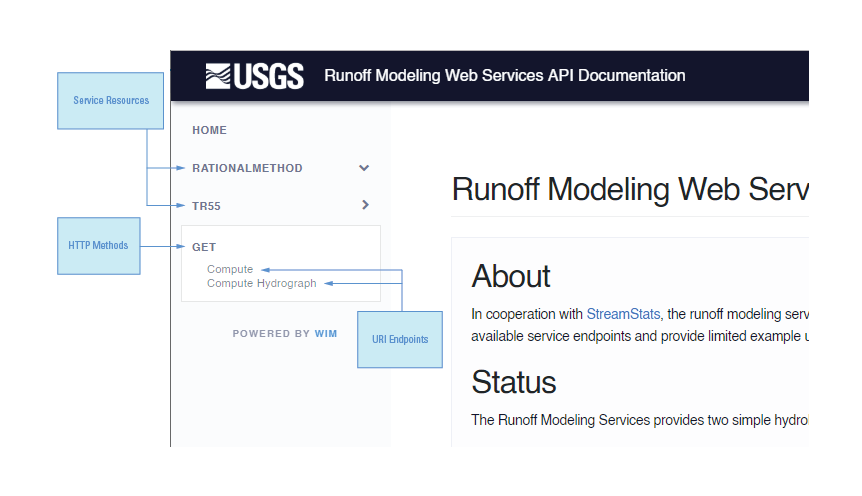 USGS Runoff Modeling Web Services API Documentation
Service Resources
HOME
RATIONALMETHOD
TR55
HTTP Methods
GET
Compute
Compute Hydrograph
POWERED BY WIM
URI Endpoints
Runoff Modeling Web Serv
About
In cooperation with StreamStats, the runoff modeling serv
available service endpoints and provide limited example u
Status
The Runoff Modeling Services provides two simple hydrol